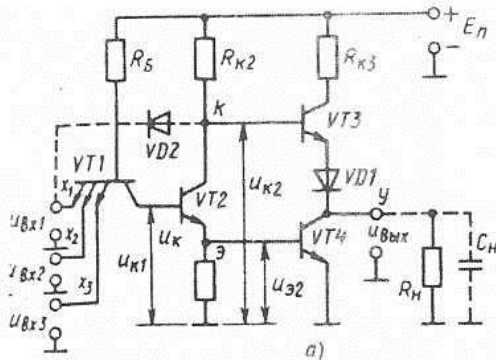 +
Eп
−
RБ
Rк2
Rк3
к
VT3
VD2
VT1
VD1
x1
VT2
uк2
y
uвх1
uк
VT4
uвых
x2
uк1
э
Cн
uвх2
x3
uэ2
Rн
uвх3
а)